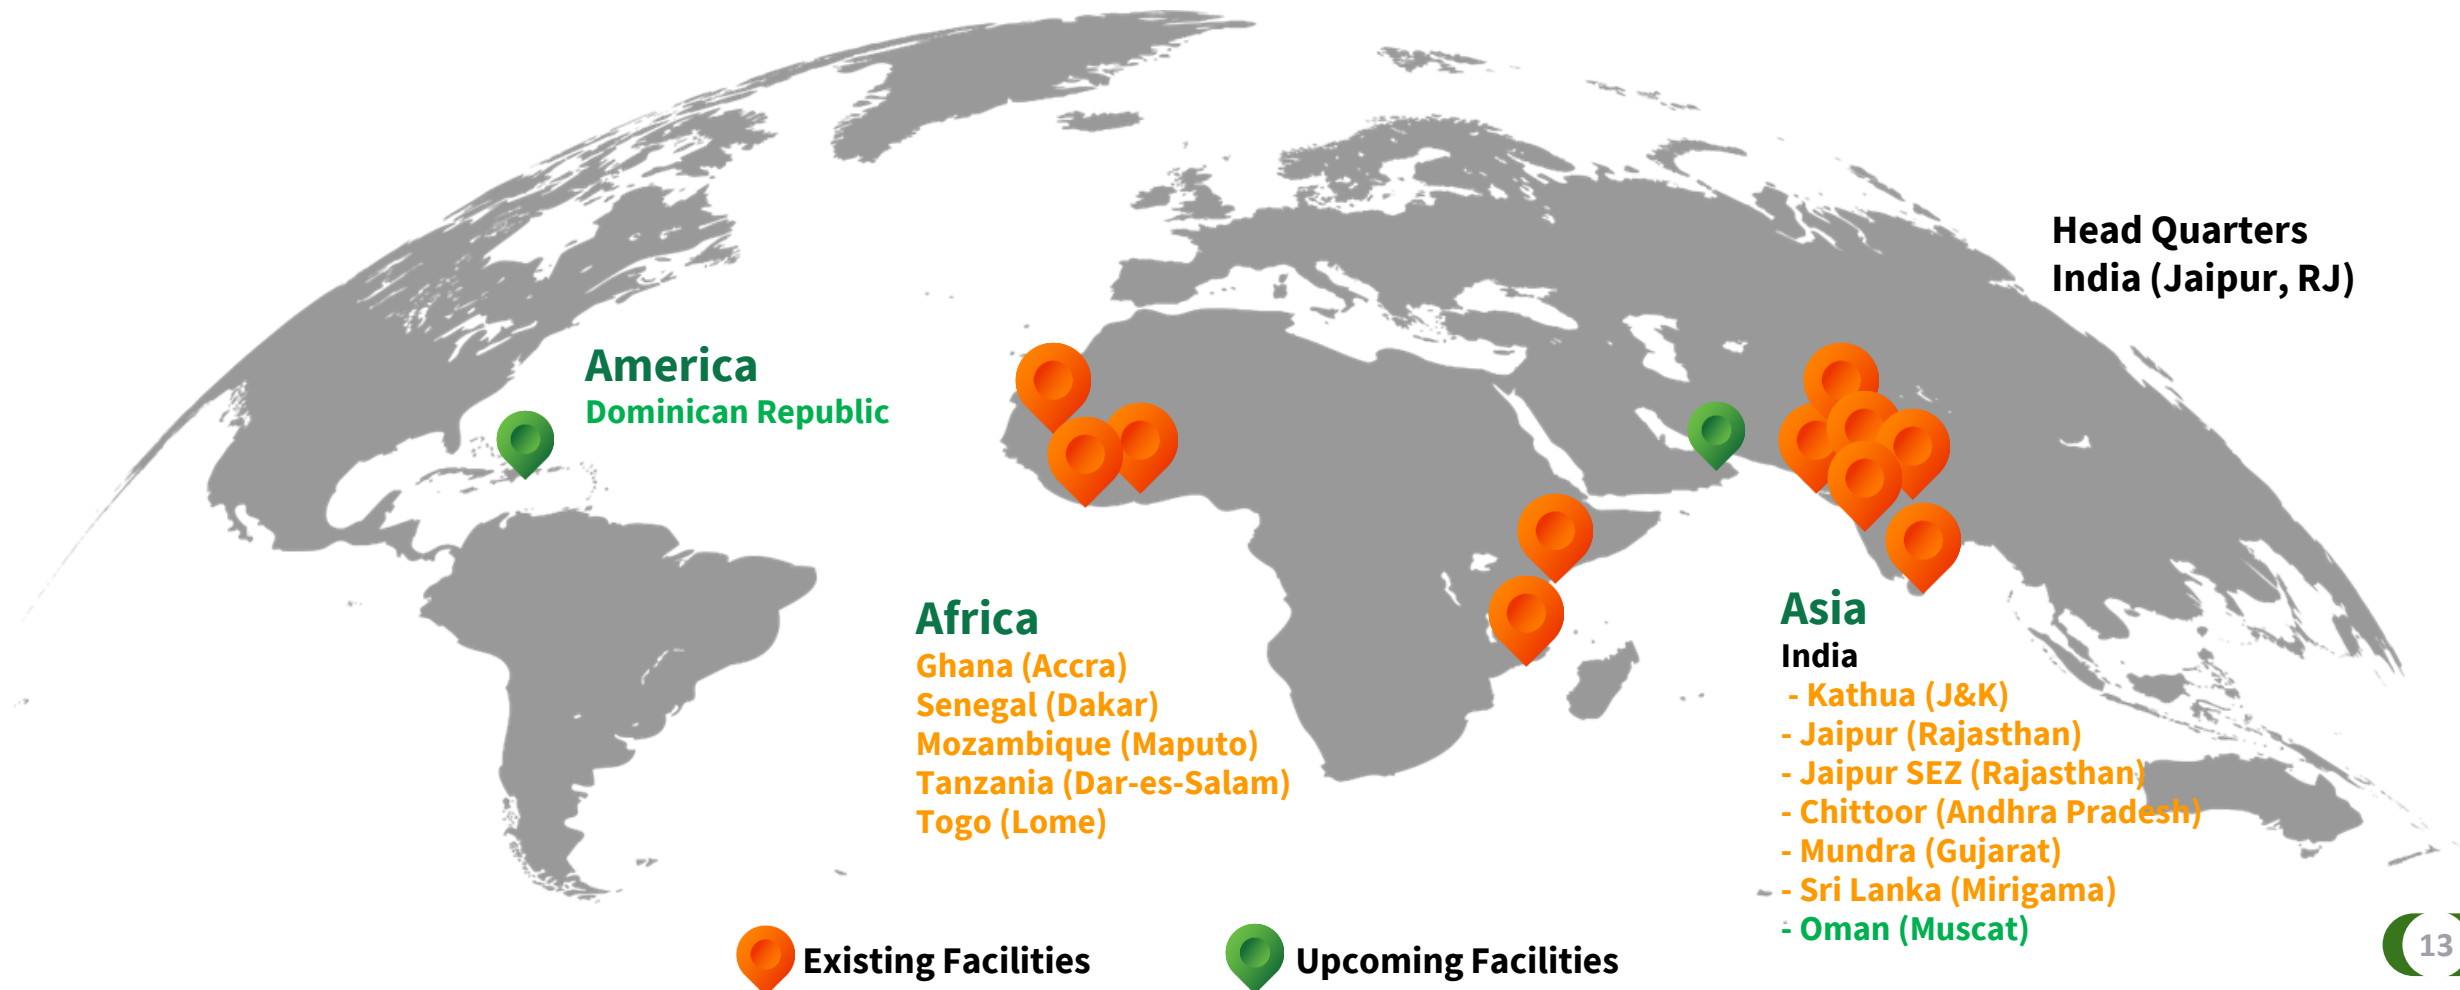 Head Quarters
India (Jaipur, RJ)
America
Dominican Republic
Africa
Ghana (Accra)
Senegal (Dakar)
Mozambique (Maputo)
Tanzania (Dar-es-Salam)
Togo (Lome)
Asia
India
- Kathua (J&K)
- Jaipur (Rajasthan)
- Jaipur SEZ (Rajasthan)
- Chittoor (Andhra Pradesh)
- Mundra (Gujarat)
- Sri Lanka (Mirigama)
- Oman (Muscat)
Existing Facilities
Upcoming Facilities
13